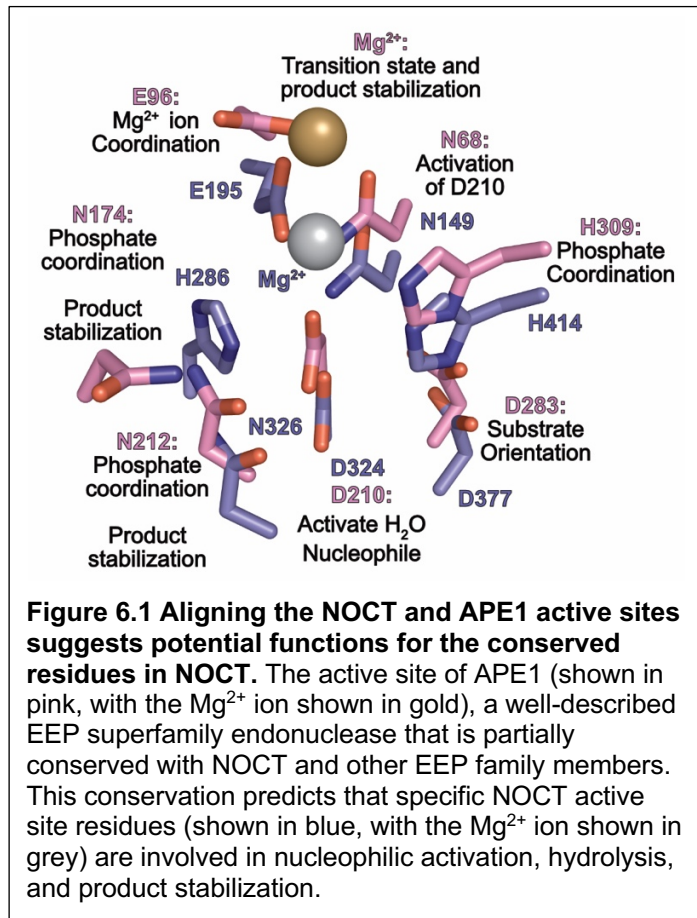 Mg²⁺:
Transition state and
product stabilization
E96:
Mg²⁺ ion
Coordination
N68:
Activation
of D210
E195
N149
N174:
Phosphate
coordination
Product
stabilization
H286
Mg²⁺
H309:
Phosphate
Coordination
H414
N326
D283:
Substrate
Orientation
N212:
Phosphate
coordination
Product
stabilization
D324
D210:
Activate H₂O
Nucleophile
D377
Figure 6.1 Aligning the NOCT and APE1 active sites
suggests potential functions for the conserved
residues in NOCT. The active site of APE1 (shown in
pink, with the Mg²⁺ ion shown in gold), a well-described
EEP superfamily endonuclease that is partially
conserved with NOCT and other EEP family members.
This conservation predicts that specific NOCT active
site residues (shown in blue, with the Mg²⁺ ion shown in
grey) are involved in nucleophilic activation, hydrolysis,
and product stabilization.